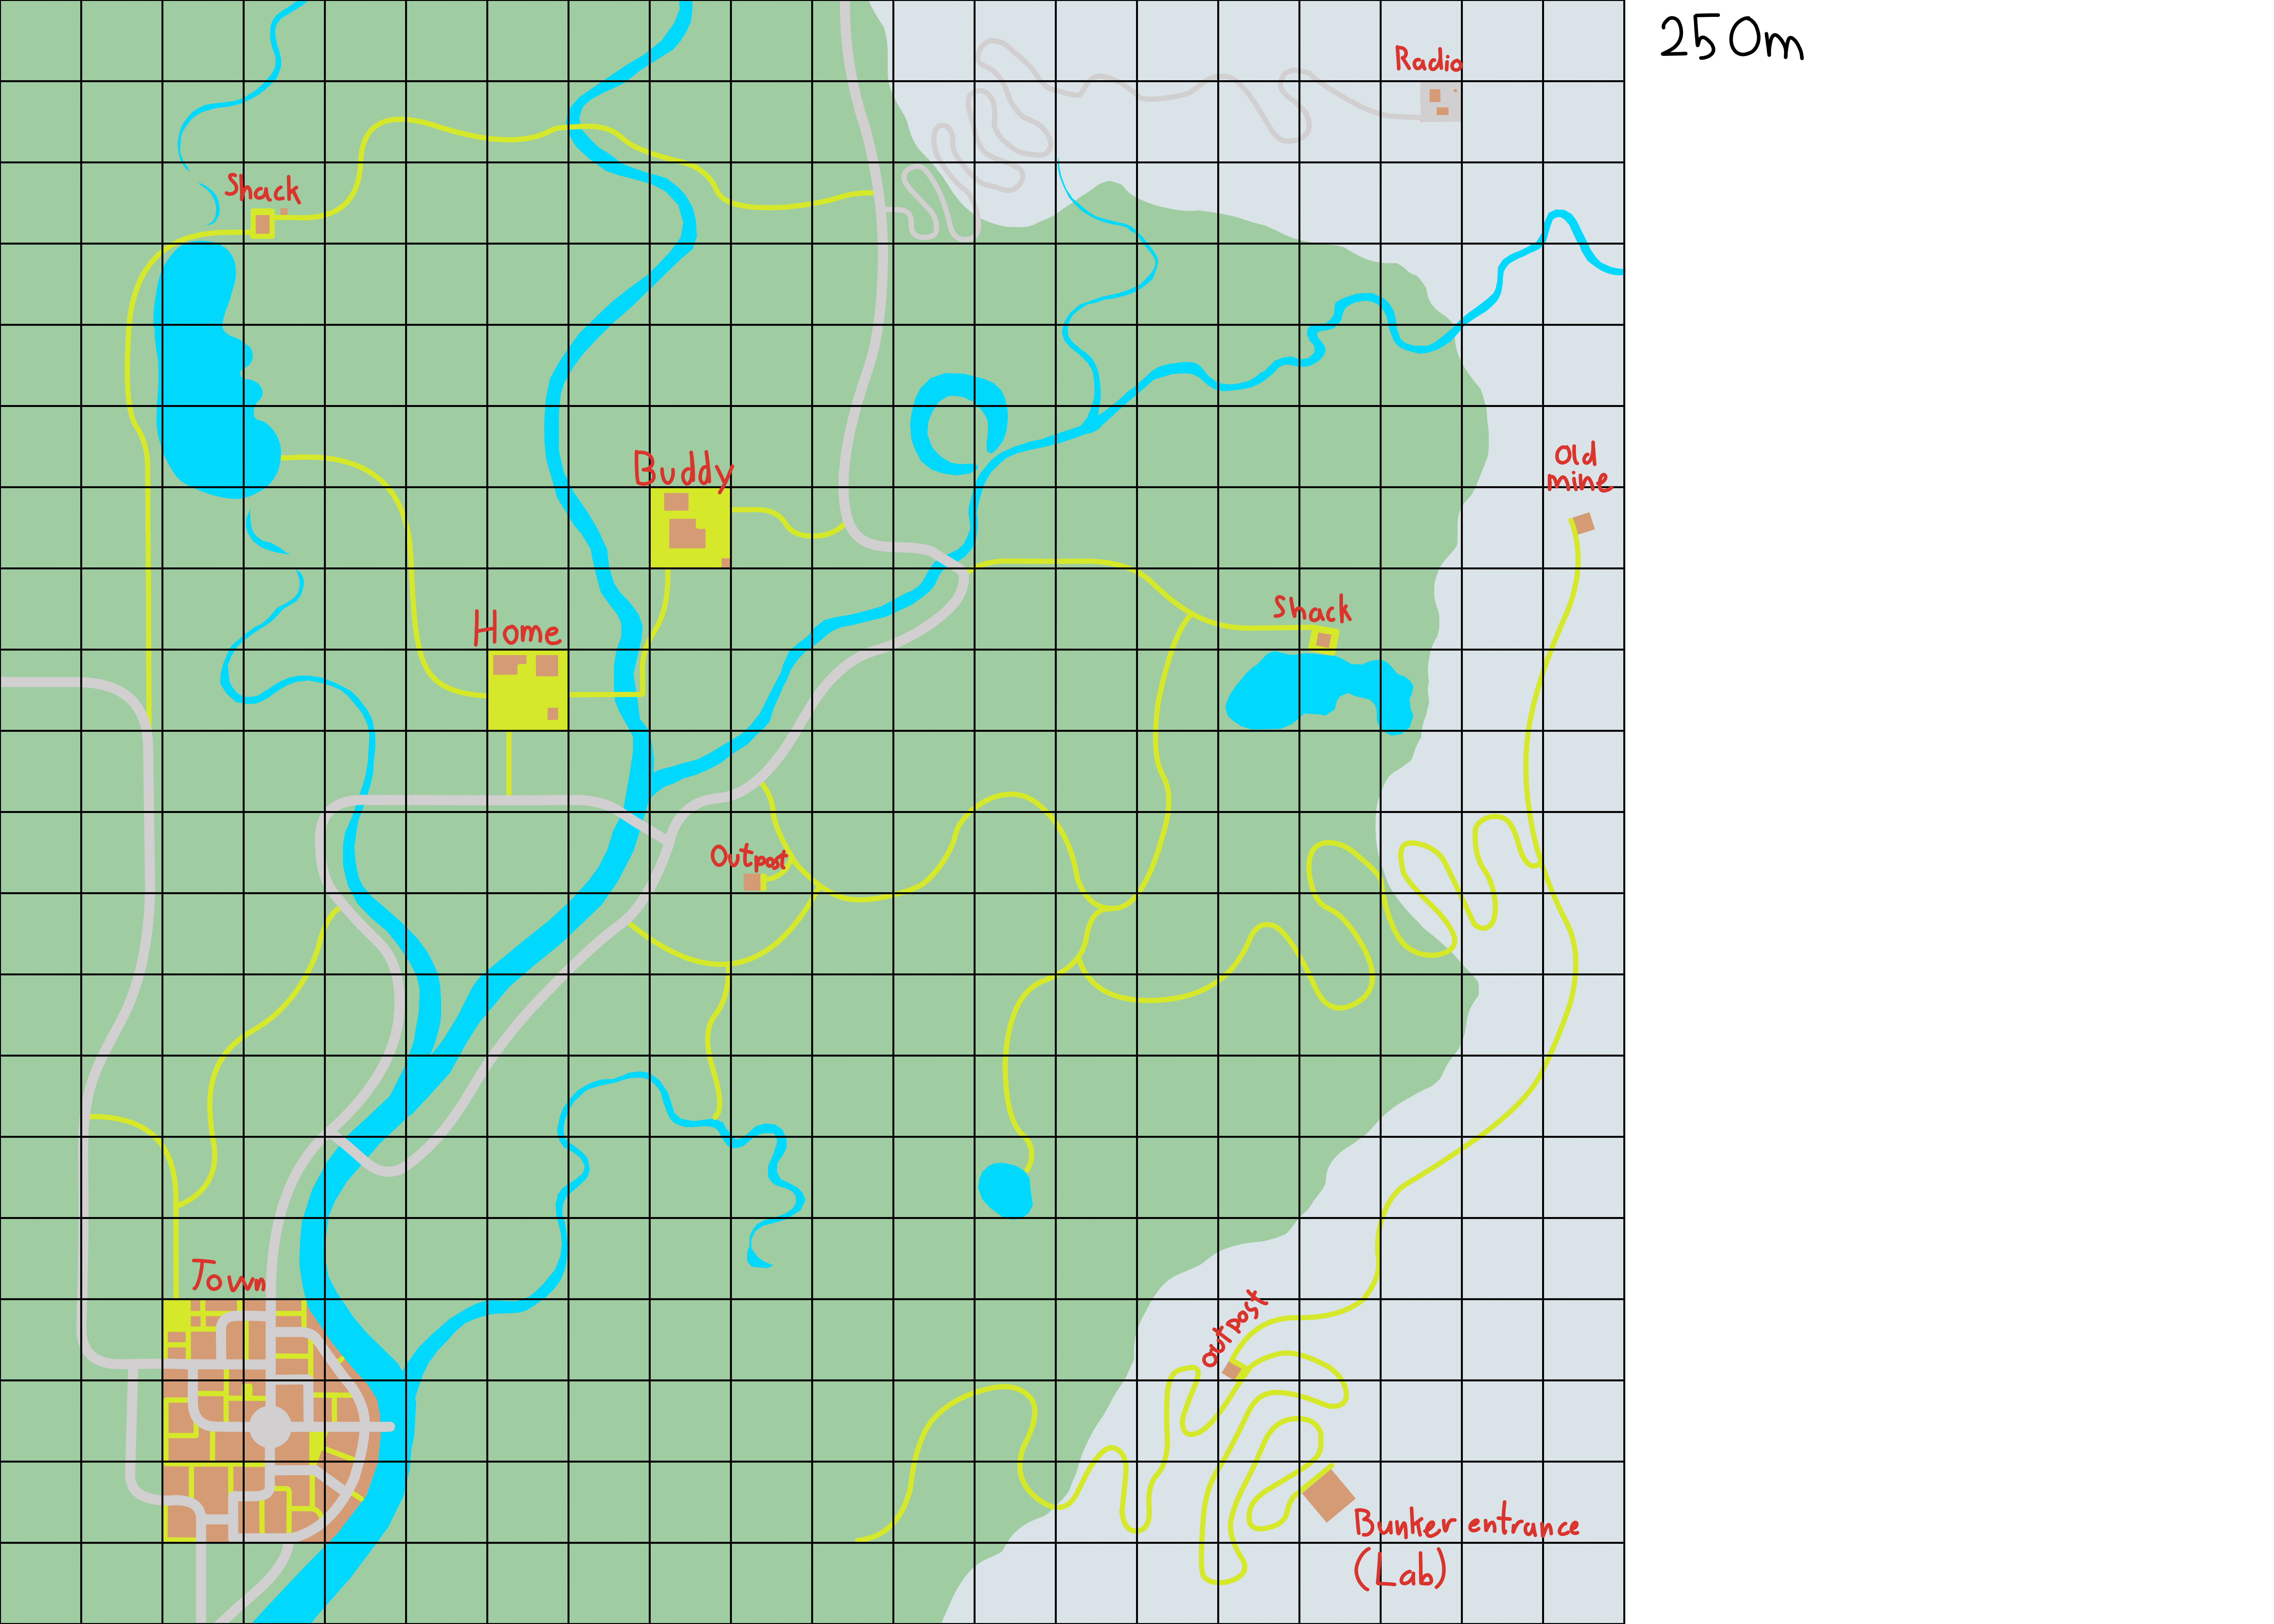 250m
Radio
Shack
Old
mine
Buddy
Shack
Home
Outpost
Town
Outpost
Bunker entrance
(Lab)